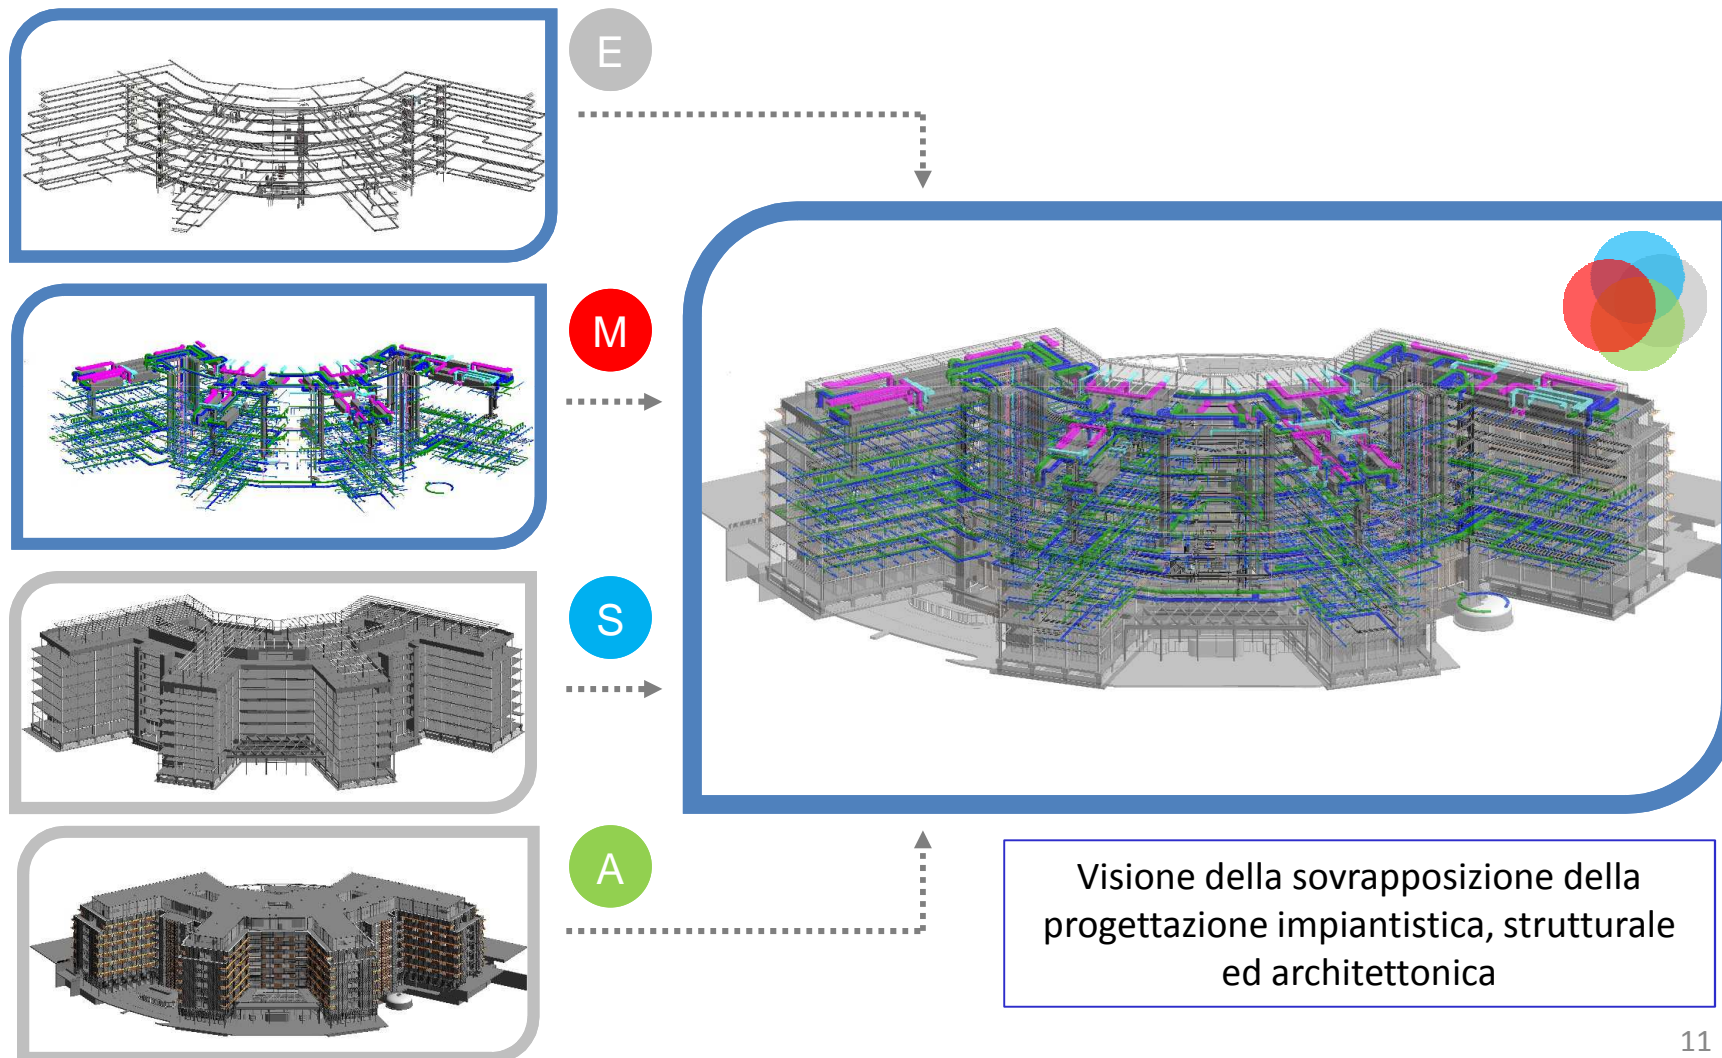 E
M
S
A
Visione della sovrapposizione della
progettazione impiantistica, strutturale
ed architettonica
11